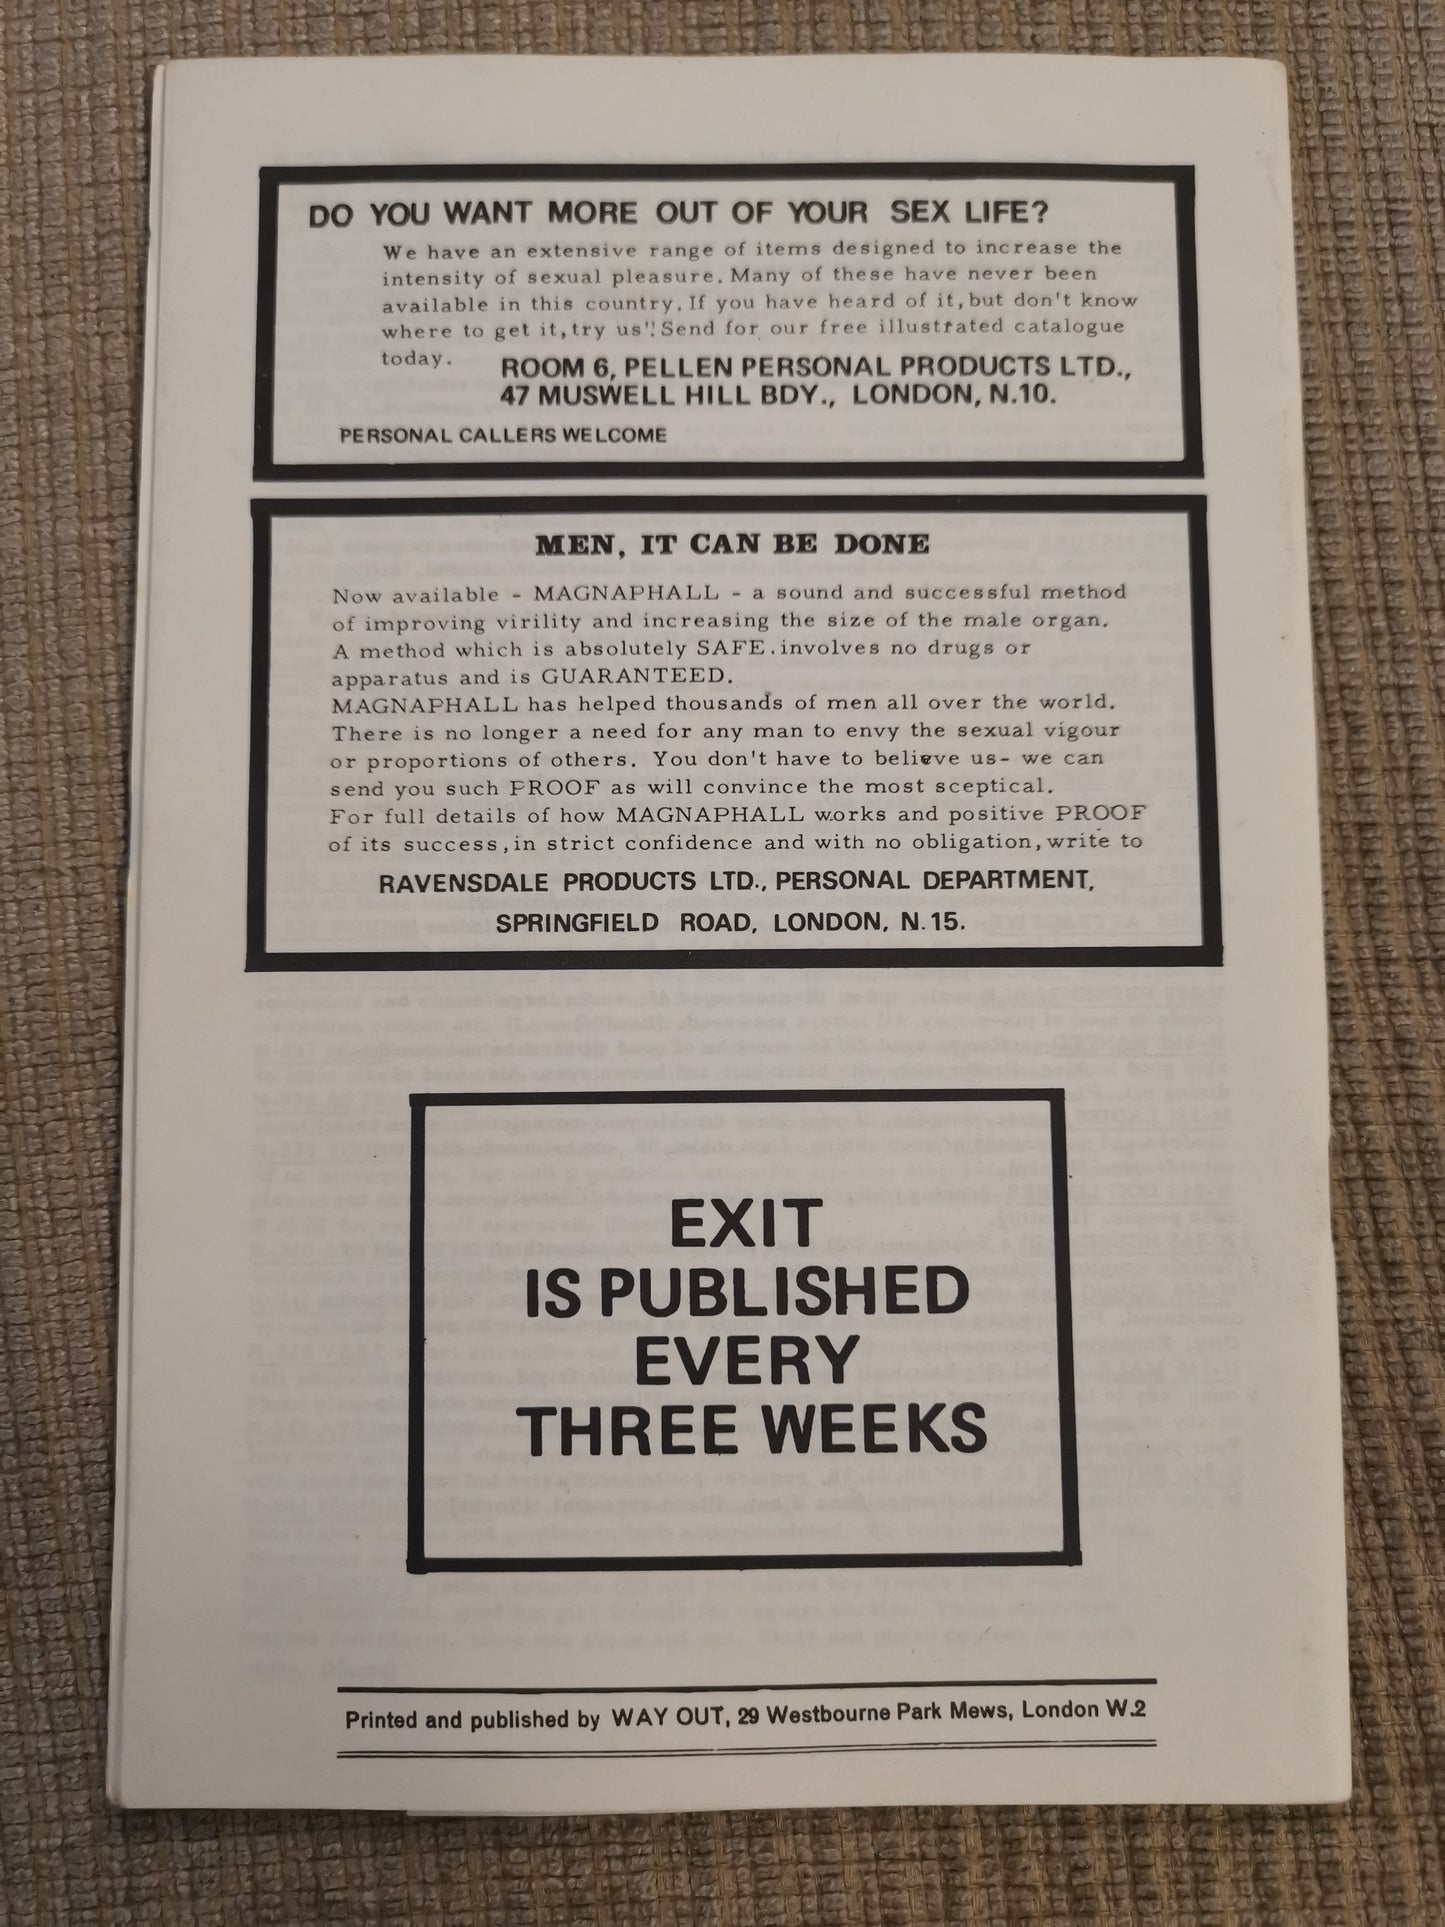 DO YOU WANT MORE OUT OF YOUR SEX LIFE?
We have an extensive range of items designed to increase the
intensity of sexual pleasure. Many of these have never been
available in this country. If you have heard of it, but don't know
where to get it, try us'! Send for our free illustrated catalogue
today.
ROOM 6, PELLEN PERSONAL PRODUCTS LTD.,
47 MUSWELL HILL BDY., LONDON, N.10.
PERSONAL CALLERS WELCOME
MEN, IT CAN BE DONE
Now available - MAGNAPHALL - a sound and successful method
of improving virility and increasing the size of the male organ.
A method which is absolutely SAFE. involves no drugs or
apparatus and is GUARANTEED.
MAGNAPHALL has helped thousands of men all over the world.
There is no longer a need for any man to envy the sexual vigour
or proportions of others. You don't have to believe us- we can
send you such PROOF as will convince the most sceptical.
For full details of how MAGNAPHALL works and positive PROOF
of its success, in strict confidence and with no obligation, write to
RAVENSDALE PRODUCTS LTD., PERSONAL DEPARTMENT,
SPRINGFIELD ROAD, LONDON, N.15.
EXIT
IS PUBLISHED
EVERY
THREE WEEKS
Printed and published by WAY OUT, 29 Westbourne Park Mews, London W.2